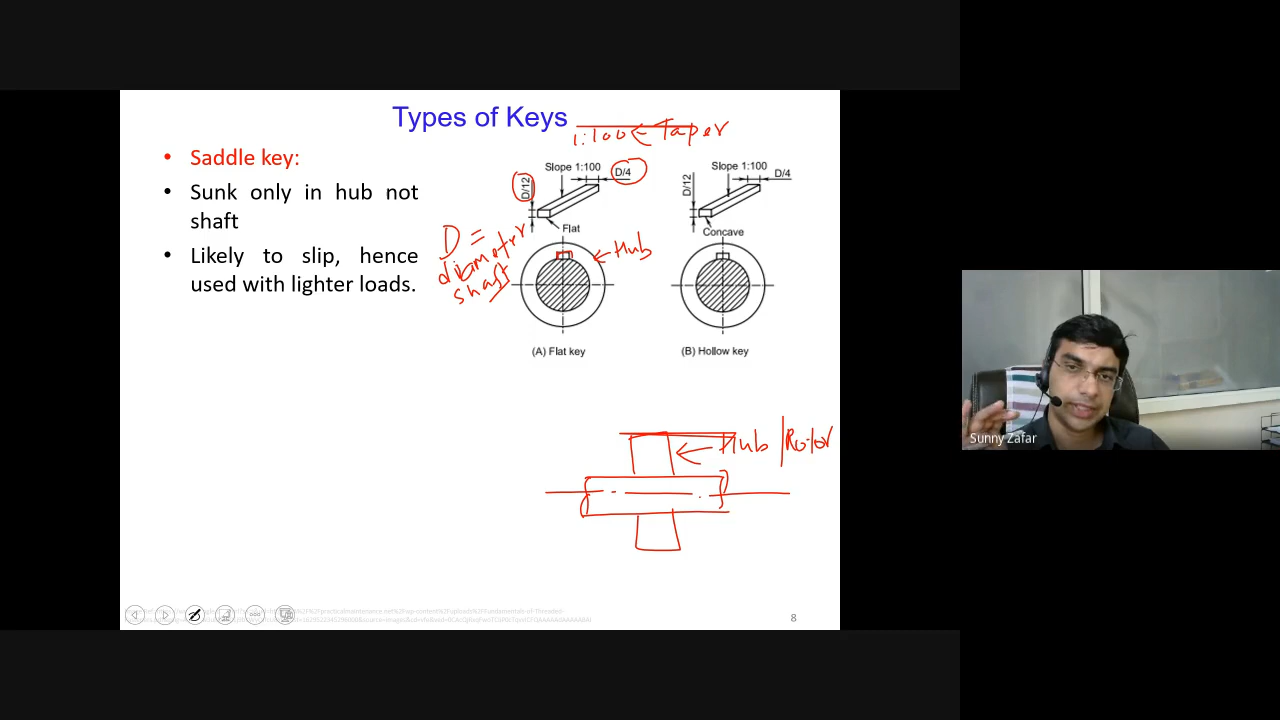 Types of Keys
1:100 ← Taper
• Saddle key:
• Sunk only in hub not
shaft
• Likely to slip, hence
used with lighter loads.
Slope 1:100
D/4
D/12
Flat
D =
diametrr
shaft
Hub
(A) Flat key
Slope 1:100
D/4
D/12
Concave
(B) Hollow key
Hub | Rotor
Sunny Zafar
8